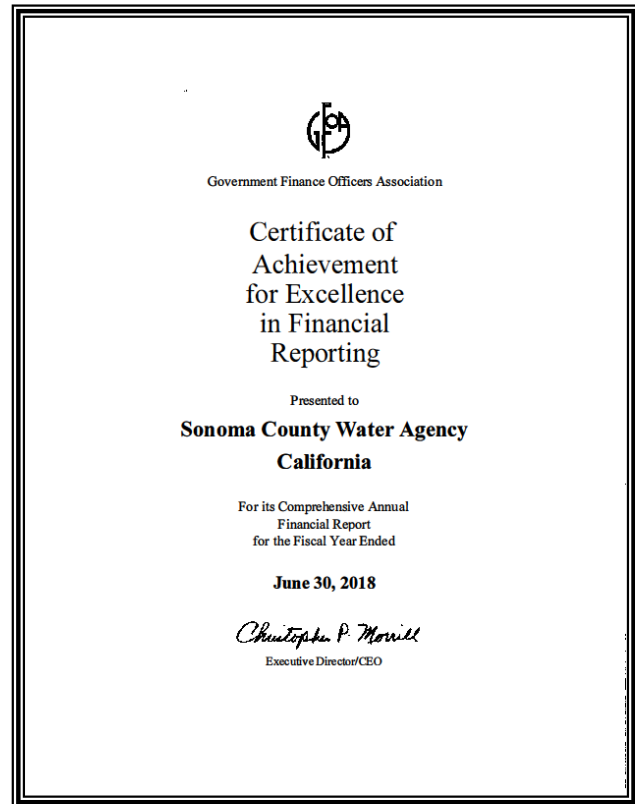 GFOA
Government Finance Officers Association
Certificate of
Achievement
for Excellence
in Financial
Reporting
Presented to
Sonoma County Water Agency
California
For its Comprehensive Annual
Financial Report
for the Fiscal Year Ended
June 30, 2018
Christopher P. Morrill
Executive Director/CEO